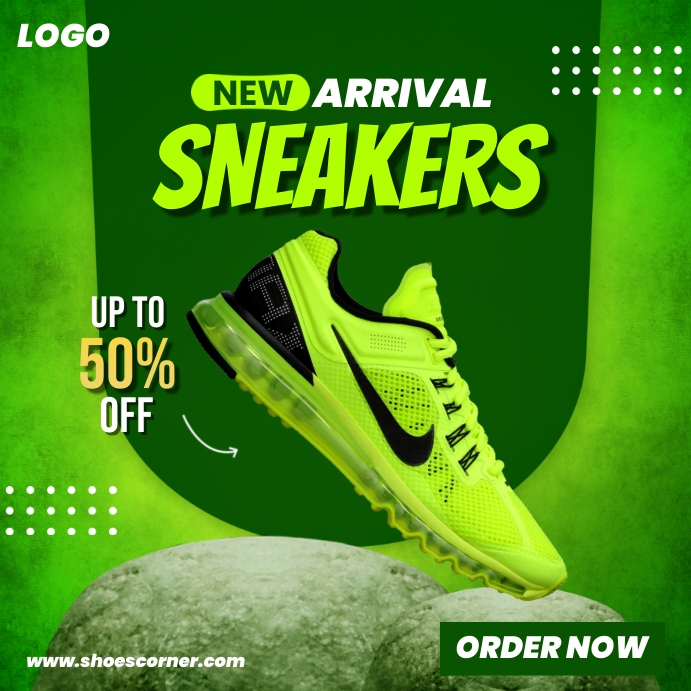 LOGO
NEW ARRIVAL
SNEAKERS
UP TO
50%
OFF
www.shoescorner.com
ORDER NOW